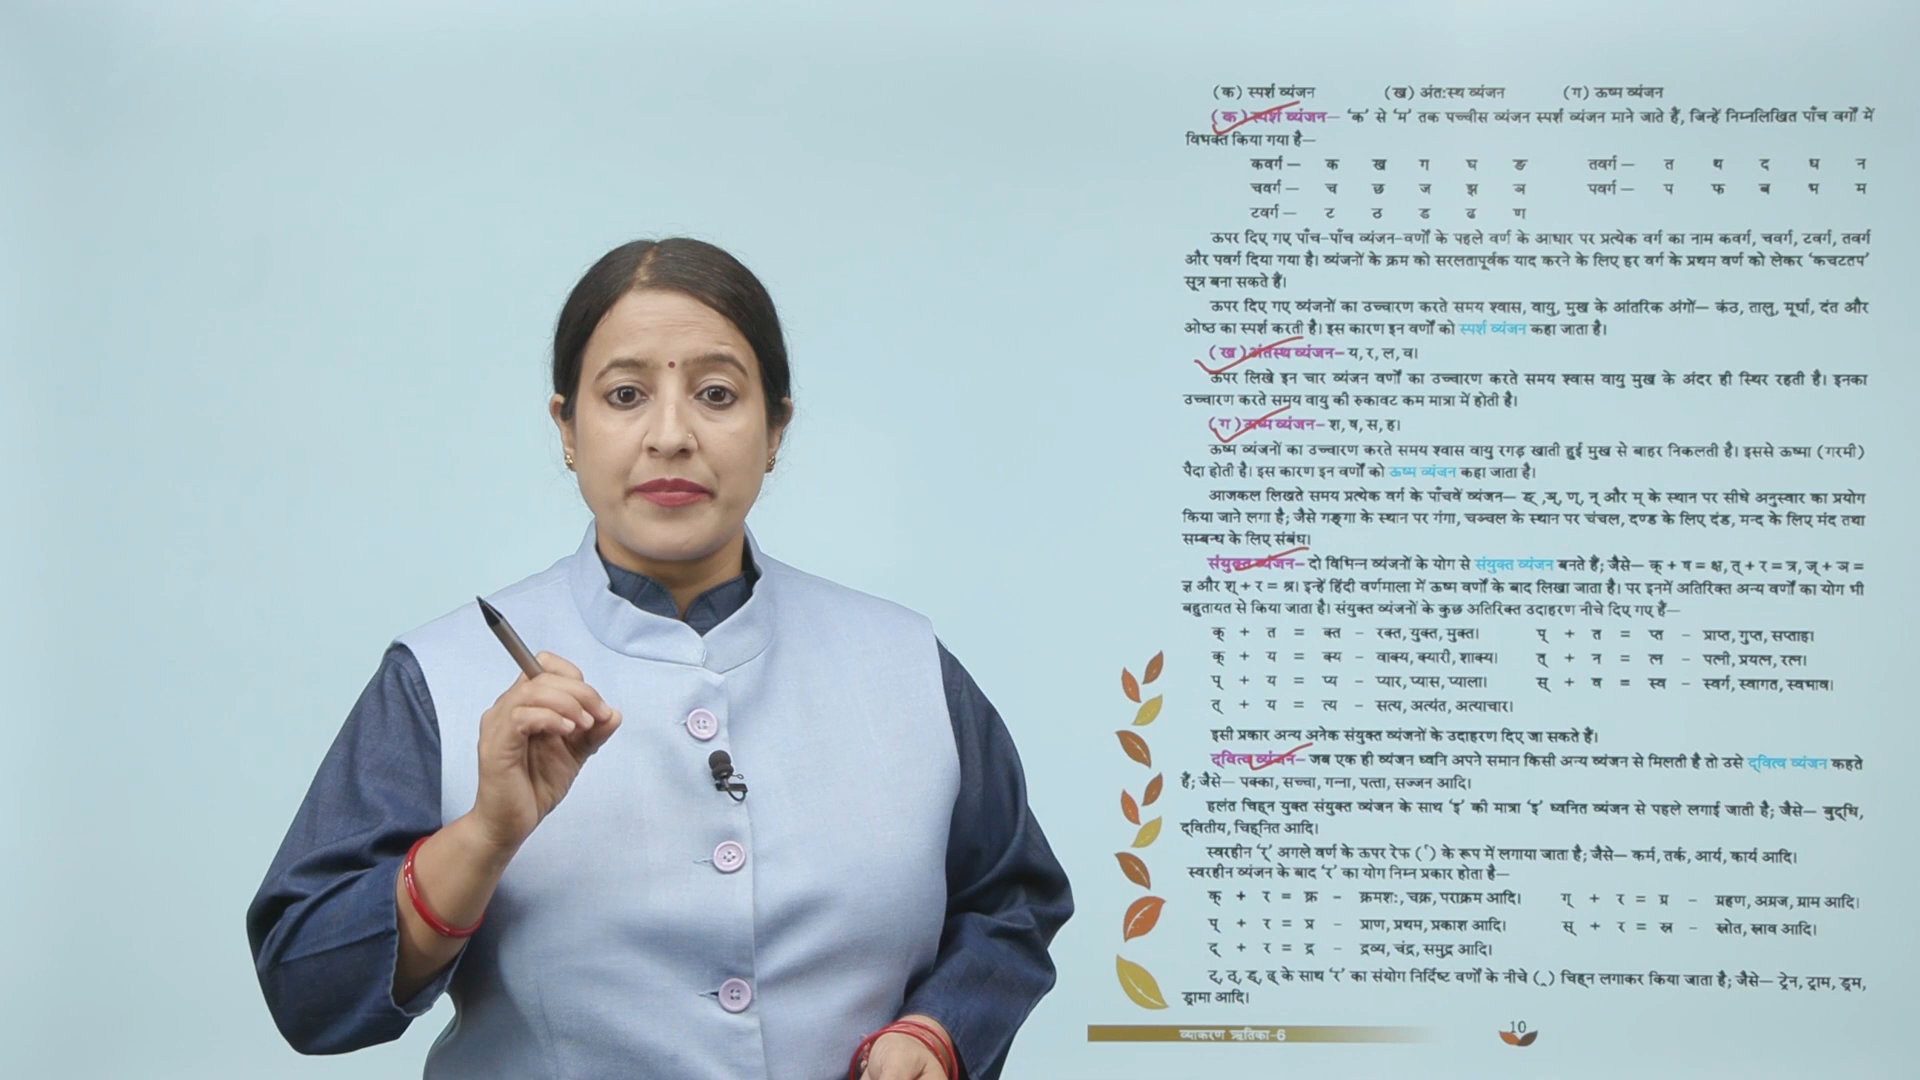 (क) स्पर्श व्यंजन (ख) अंत:स्थ व्यंजन (ग) ऊष्म व्यंजन
(क) स्पर्श व्यंजन— 'क' से 'म' तक पच्चीस व्यंजन स्पर्श व्यंजन माने जाते हैं, जिन्हें निम्नलिखित पाँच वर्गों में
विभक्त किया गया है—
कवर्ग— क ख ग घ ङ तवर्ग— त थ द ध न
चवर्ग— च छ ज झ ञ पवर्ग— प फ ब भ म
टवर्ग— ट ठ ड ढ ण
ऊपर दिए गए पाँच-पाँच व्यंजन-वर्णों के पहले वर्ण के आधार पर प्रत्येक वर्ग का नाम कवर्ग, चवर्ग, टवर्ग, तवर्ग
और पवर्ग दिया गया है। व्यंजनों के क्रम को सरलतापूर्वक याद करने के लिए हर वर्ग के प्रथम वर्ण को लेकर 'कचटतप'
सूत्र बना सकते हैं।
ऊपर दिए गए व्यंजनों का उच्चारण करते समय श्वास, वायु, मुख के आंतरिक अंगों— कंठ, तालु, मूर्धा, दंत और
ओष्ठ का स्पर्श करती है। इस कारण इन वर्णों को स्पर्श व्यंजन कहा जाता है।
(ख) अंतस्थ व्यंजन– य, र, ल, व।
ऊपर लिखे इन चार व्यंजन वर्णों का उच्चारण करते समय श्वास वायु मुख के अंदर ही स्थिर रहती है। इनका
उच्चारण करते समय वायु की रुकावट कम मात्रा में होती है।
(ग) ऊष्म व्यंजन– श, ष, स, ह।
ऊष्म व्यंजनों का उच्चारण करते समय श्वास वायु रगड़ खाती हुई मुख से बाहर निकलती है। इससे ऊष्मा (गरमी)
पैदा होती है। इस कारण इन वर्णों को ऊष्म व्यंजन कहा जाता है।
आजकल लिखते समय प्रत्येक वर्ग के पाँचवें व्यंजन— ङ्, ञ्, ण्, न् और म् के स्थान पर सीधे अनुस्वार का प्रयोग
किया जाने लगा है; जैसे गङ्गा के स्थान पर गंगा, चञ्चल के स्थान पर चंचल, दण्ड के लिए दंड, मन्द के लिए मंद तथा
सम्बन्ध के लिए संबंध।
संयुक्त व्यंजन– दो विभिन्न व्यंजनों के योग से संयुक्त व्यंजन बनते हैं; जैसे— क् + ष = क्ष, त् + र = त्र, ज् + ञ =
ज्ञ और श् + र = श्र। इन्हें हिंदी वर्णमाला में ऊष्म वर्णों के बाद लिखा जाता है। पर इनमें अतिरिक्त अन्य वर्णों का योग भी
बहुतायत से किया जाता है। संयुक्त व्यंजनों के कुछ अतिरिक्त उदाहरण नीचे दिए गए हैं—
क् + त = क्त – रक्त, युक्त, मुक्त। प् + त = प्त – प्राप्त, गुप्त, सप्ताह।
क् + य = क्य – वाक्य, क्यारी, शाक्य। त् + न = त्न – पत्नी, प्रयत्न, रत्न।
प् + य = प्य – प्यार, प्यास, प्याला। स् + व = स्व – स्वर्ग, स्वागत, स्वभाव।
त् + य = त्य – सत्य, अत्यंत, अत्याचार।
इसी प्रकार अन्य अनेक संयुक्त व्यंजनों के उदाहरण दिए जा सकते हैं।
द्‌वित्व व्यंजन– जब एक ही व्यंजन ध्वनि अपने समान किसी अन्य व्यंजन से मिलती है तो उसे द्‌वित्व व्यंजन कहते
हैं; जैसे— पक्का, सच्चा, गन्ना, पत्ता, सज्जन आदि।
हलंत चिह्‌न युक्त संयुक्त व्यंजन के साथ 'इ' की मात्रा 'इ' ध्वनित व्यंजन से पहले लगाई जाती है; जैसे— बुद्‌धि,
द्‌वितीय, चिह्‌नित आदि।
स्वरहीन 'र्' अगले वर्ण के ऊपर रेफ (र्) के रूप में लगाया जाता है; जैसे— कर्म, तर्क, आर्य, कार्य आदि।
स्वरहीन व्यंजन के बाद 'र' का योग निम्न प्रकार होता है—
क् + र = क्र – क्रमशः, चक्र, पराक्रम आदि। ग् + र = ग्र – ग्रहण, अग्रज, ग्राम आदि।
प् + र = प्र – प्राण, प्रथम, प्रकाश आदि। स् + र = स्र – स्रोत, स्राव आदि।
द् + र = द्र – द्रव्य, चंद्र, समुद्र आदि।
ट्, ठ्, ड्, ढ् के साथ 'र' का संयोग निर्दिष्ट वर्णों के नीचे (‸) चिह्‌न लगाकर किया जाता है; जैसे— ट्रेन, ट्राम, ड्रम,
ड्रामा आदि।
व्याकरण ऋतिका-6 10